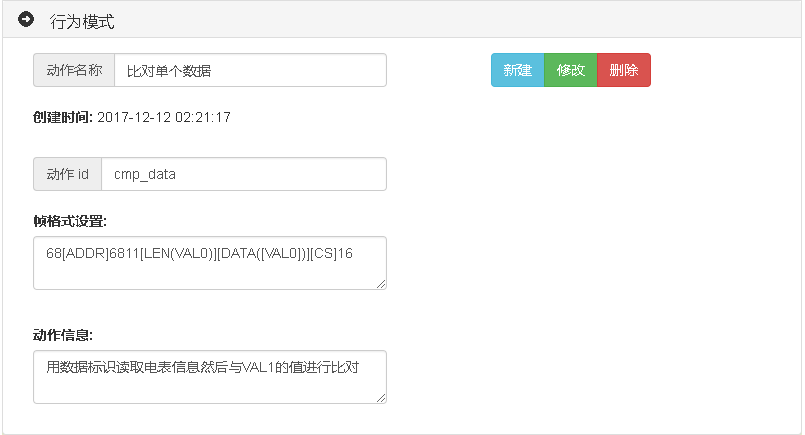 行为模式
动作名称 比对单个数据 新建 修改 删除
创建时间: 2017-12-12 02:21:17
动作 id cmp_data
帧格式设置:
68[ADDR]6811[LEN(VAL0)][DATA([VAL0])][CS]16
动作信息:
用数据标识读取电表信息然后与VAL1的值进行比对